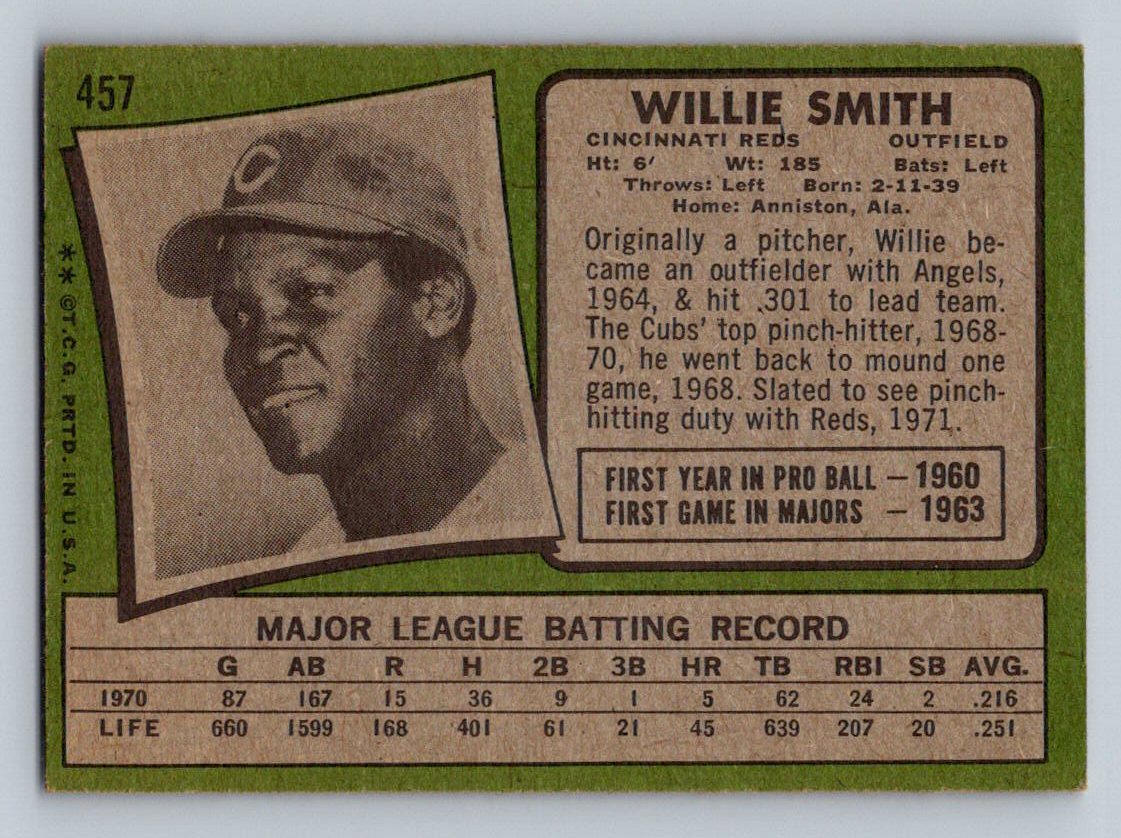 457
C
** ©T.C.G. PRTD. IN U.S.A.
WILLIE SMITH
CINCINNATI REDS OUTFIELD
Ht: 6' Wt: 185 Bats: Left
Throws: Left Born: 2-11-39
Home: Anniston, Ala.
Originally a pitcher, Willie be-
came an outfielder with Angels,
1964, & hit .301 to lead team.
The Cubs' top pinch-hitter, 1968-
70, he went back to mound one
game, 1968. Slated to see pinch-
hitting duty with Reds, 1971.
FIRST YEAR IN PRO BALL — 1960
FIRST GAME IN MAJORS — 1963
MAJOR LEAGUE BATTING RECORD
G AB R H 2B 3B HR TB RBI SB AVG.
1970 87 167 15 36 9 1 5 62 24 2 .216
LIFE 660 1599 168 401 61 21 45 639 207 20 .251